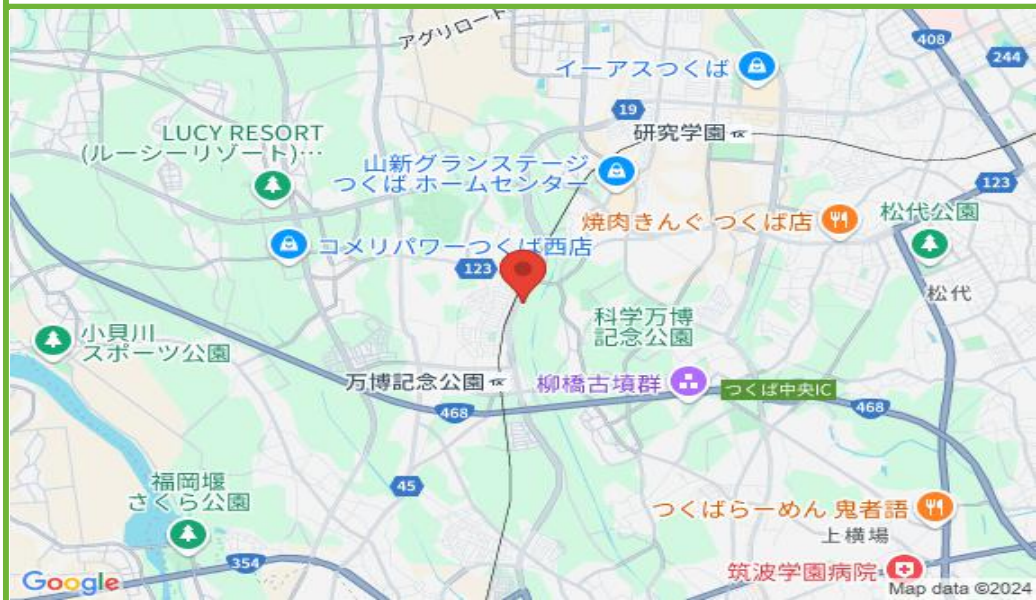 アグリロード
408
イーアスつくば
244
19
LUCY RESORT
(ルーシーリゾート)…
研究学園
山新グランステージ
つくば ホームセンター
123
焼肉きんぐ つくば店
松代公園
コメリパワーつくば西店
123
松代
科学万博
記念公園
小貝川
スポーツ公園
万博記念公園
柳橋古墳群
つくば中央IC
468
468
45
福岡堰
さくら公園
つくばらーめん 鬼者語
上横場
354
筑波学園病院
Google
Map data ©2024